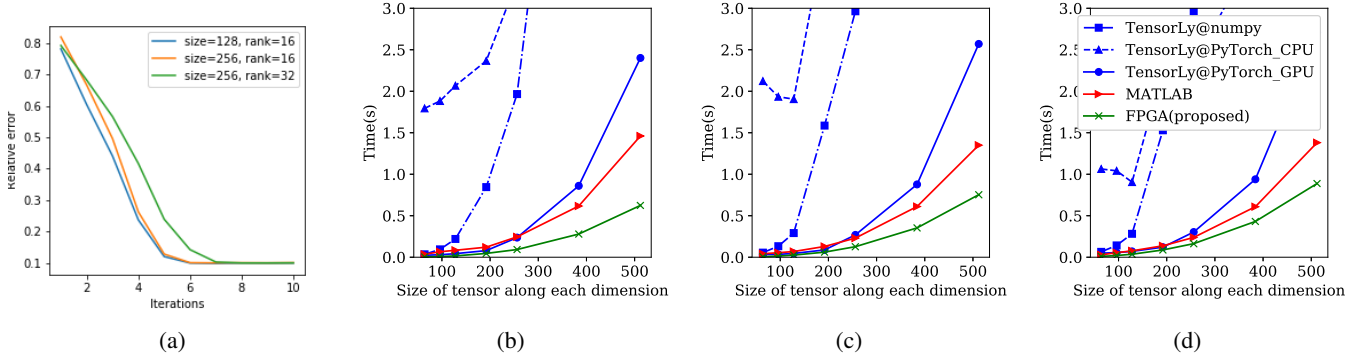 0.8
0.7
0.6
0.5
0.4
0.3
0.2
0.1
Relative error
2
4
6
8
10
Iterations
size=128, rank=16
size=256, rank=16
size=256, rank=32
(a)
3.0
2.5
2.0
1.5
1.0
0.5
0.0
Time(s)
100
200
300
400
500
Size of tensor along each dimension
(b)
3.0
2.5
2.0
1.5
1.0
0.5
0.0
Time(s)
100
200
300
400
500
Size of tensor along each dimension
(c)
3.0
2.5
2.0
1.5
1.0
0.5
0.0
Time(s)
100
200
300
400
500
Size of tensor along each dimension
TensorLy@numpy
TensorLy@PyTorch_CPU
TensorLy@PyTorch_GPU
MATLAB
FPGA(proposed)
(d)